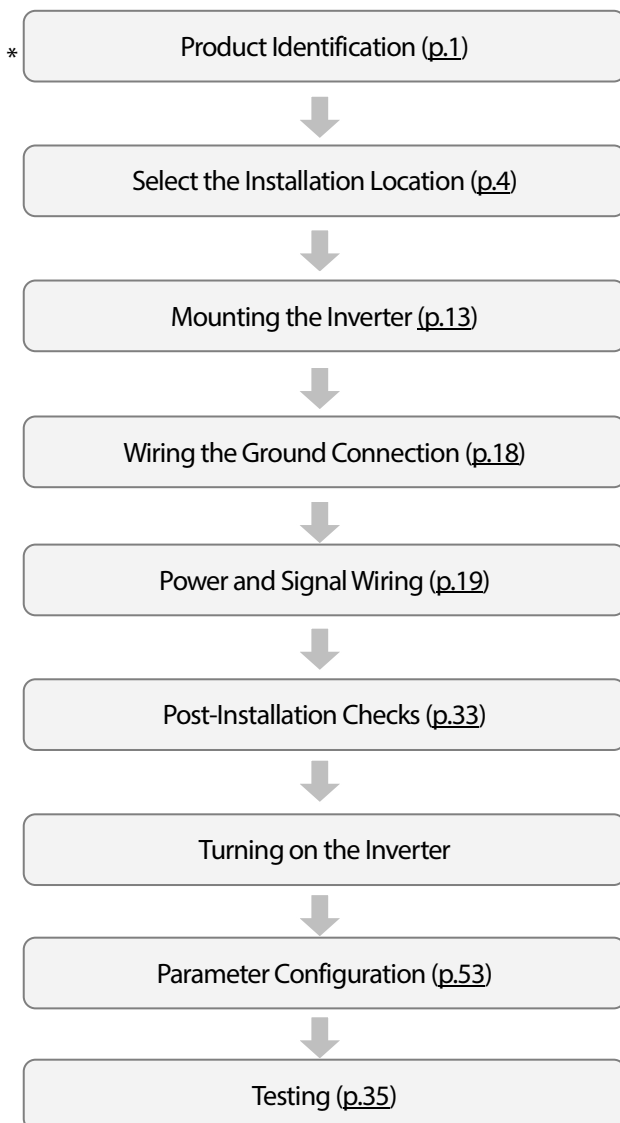 * Product Identification (p.1)
Select the Installation Location (p.4)
Mounting the Inverter (p.13)
Wiring the Ground Connection (p.18)
Power and Signal Wiring (p.19)
Post-Installation Checks (p.33)
Turning on the Inverter
Parameter Configuration (p.53)
Testing (p.35)